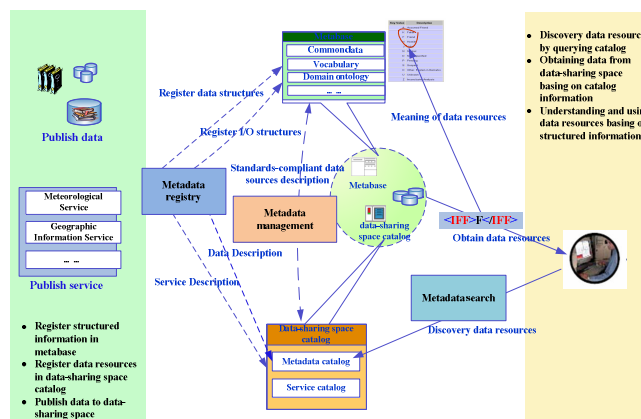 Commondata
Vocabulary
Domain ontology
... ...
Register data structures
Register I/O structures
Meaning of data resources
Publish data
Standards-compliant data
sources description
Metabase
data-sharing
space catalog
Metadata
registry
Metadata
management
<IFF>F</IFF>
Obtain data resources
Meteorological
Service
Geographic
Information Service
... ...
Publish service
Data Description
Service Description
Metadatasearch
Discovery data resources
Data-sharing space
catalog
Metadata catalog
Service catalog
● Register structured
information in
metabase
● Register data resources
in data-sharing space
catalog
● Publish data to data-
sharing space
● Discovery data resourc
by querying catalog
● Obtaining data from
data-sharing space
basing on catalog
information
● Understanding and usin
data resources basing o
structured information